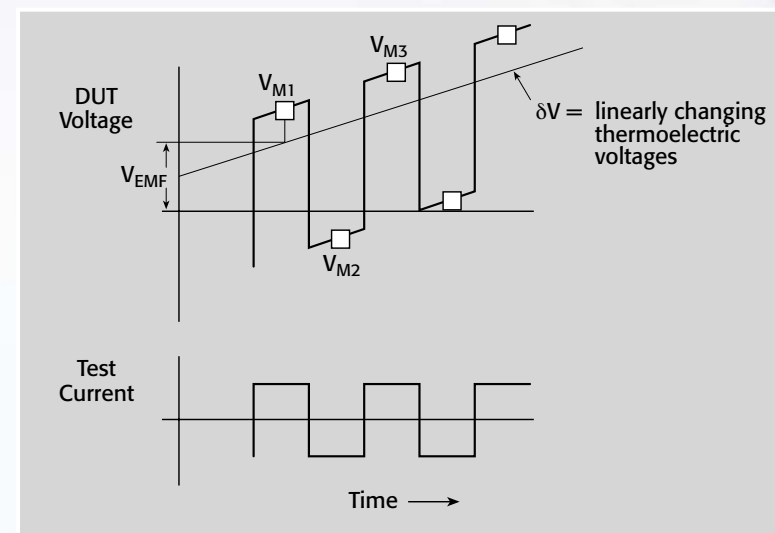 V_M3
V_M1
DUT
Voltage
δV = linearly changing
thermoelectric
voltages
V_EMF
V_M2
Test
Current
Time